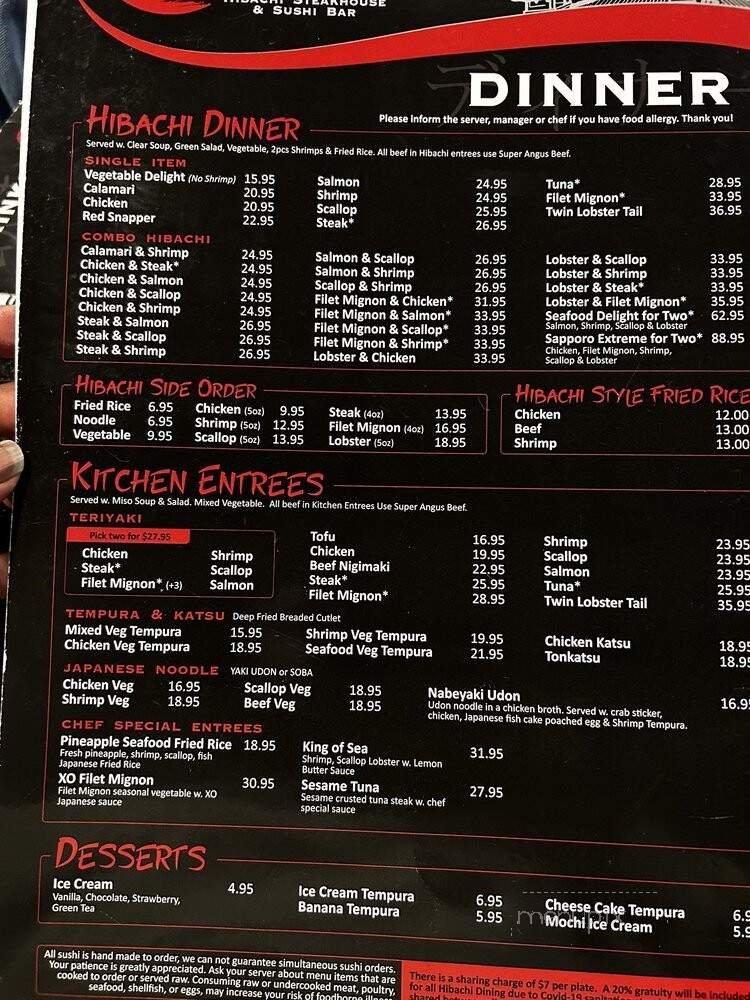 Hibachi Steakhouse
& Sushi Bar
DINNER
Please Inform the server, manager or chef if you have food allergy. Thank you!
HIBACHI DINNER
Served w. Clear Soup, Green Salad, Vegetable, 2pcs Shrimps & Fried Rice. All beef in Hibachi entrees use Super Angus Beef.
SINGLE ITEM
Vegetable Delight (No Shrimp) 15.95
Calamari 20.95
Chicken 20.95
Red Snapper 22.95
Salmon 24.95
Shrimp 24.95
Scallop 25.95
Steak* 26.95
Tuna* 28.95
Filet Mignon* 33.95
Twin Lobster Tail 36.95
COMBO HIBACHI
Calamari & Shrimp 24.95
Chicken & Steak* 24.95
Chicken & Salmon 24.95
Chicken & Scallop 24.95
Chicken & Shrimp 24.95
Steak & Salmon 26.95
Steak & Scallop 26.95
Steak & Shrimp 26.95
Salmon & Scallop 26.95
Salmon & Shrimp 26.95
Scallop & Shrimp 26.95
Filet Mignon & Chicken* 31.95
Filet Mignon & Salmon* 33.95
Filet Mignon & Scallop* 33.95
Filet Mignon & Shrimp* 33.95
Lobster & Chicken 33.95
Lobster & Scallop 33.95
Lobster & Shrimp 33.95
Lobster & Steak* 33.95
Lobster & Filet Mignon* 35.95
Seafood Delight for Two* 62.95
Salmon, Shrimp, Scallop & Lobster
Sapporo Extreme for Two* 88.95
Chicken, Filet Mignon, Shrimp,
Scallop & Lobster
HIBACHI SIDE ORDER
Fried Rice 6.95
Noodle 6.95
Vegetable 9.95
Chicken (5oz) 9.95
Shrimp (5oz) 12.95
Scallop (5oz) 13.95
Steak (4oz) 13.95
Filet Mignon (4oz) 16.95
Lobster (5oz) 18.95
HIBACHI STYLE FRIED RICE
Chicken 12.00
Beef 13.00
Shrimp 13.00
KITCHEN ENTREES
Served w. Miso Soup & Salad. Mixed Vegetable. All beef in Kitchen Entrees Use Super Angus Beef.
TERIYAKI
Pick two for $27.95
Chicken Shrimp
Steak* Scallop
Filet Mignon* (+3) Salmon
Tofu 16.95
Chicken 19.95
Beef Nigimaki 22.95
Steak* 25.95
Filet Mignon* 28.95
Shrimp 23.95
Scallop 23.95
Salmon 23.95
Tuna* 25.95
Twin Lobster Tail 35.95
TEMPURA & KATSU Deep Fried Breaded Cutlet
Mixed Veg Tempura 15.95
Chicken Veg Tempura 18.95
Shrimp Veg Tempura 19.95
Seafood Veg Tempura 21.95
Chicken Katsu 18.95
Tonkatsu 18.95
JAPANESE NOODLE YAKI UDON or SOBA
Chicken Veg 16.95
Shrimp Veg 18.95
Scallop Veg 18.95
Beef Veg 18.95
Nabeyaki Udon 16.95
Udon noodle in a chicken broth. Served w. crab sticker,
chicken, Japanese fish cake poached egg & Shrimp Tempura.
CHEF SPECIAL ENTREES
Pineapple Seafood Fried Rice 18.95
Fresh pineapple, shrimp, scallop, fish
Japanese Fried Rice
XO Filet Mignon 30.95
Filet Mignon seasonal vegetable w. XO
Japanese sauce
King of Sea 31.95
Shrimp, Scallop Lobster w. Lemon
Butter Sauce
Sesame Tuna 27.95
Sesame crusted tuna steak w. chef
special sauce
DESSERTS
Ice Cream 4.95
Vanilla, Chocolate, Strawberry,
Green Tea
Ice Cream Tempura 6.95
Banana Tempura 5.95
Cheese Cake Tempura 6.9
Mochi Ice Cream 5.9
menupix
All sushi is hand made to order, we can not guarantee simultaneous sushi orders.
Your patience is greatly appreciated. Ask your server about menu items that are
cooked to order or served raw. Consuming raw or undercooked meat, poultry,
seafood, shellfish, or eggs, may increase your risk of foodborne illness
There is a sharing charge of $7 per plate. A 20% gratuity will be included
for all Hibachi Dining due to Covid-19